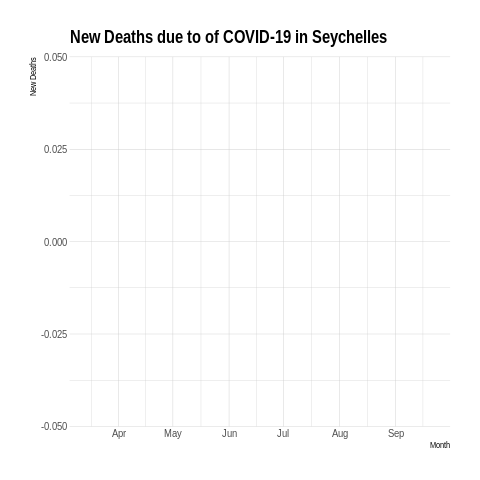 New Deaths due to of COVID-19 in Seychelles
New Deaths
0.050
0.025
0.000
-0.025
-0.050
Apr May Jun Jul Aug Sep
Month